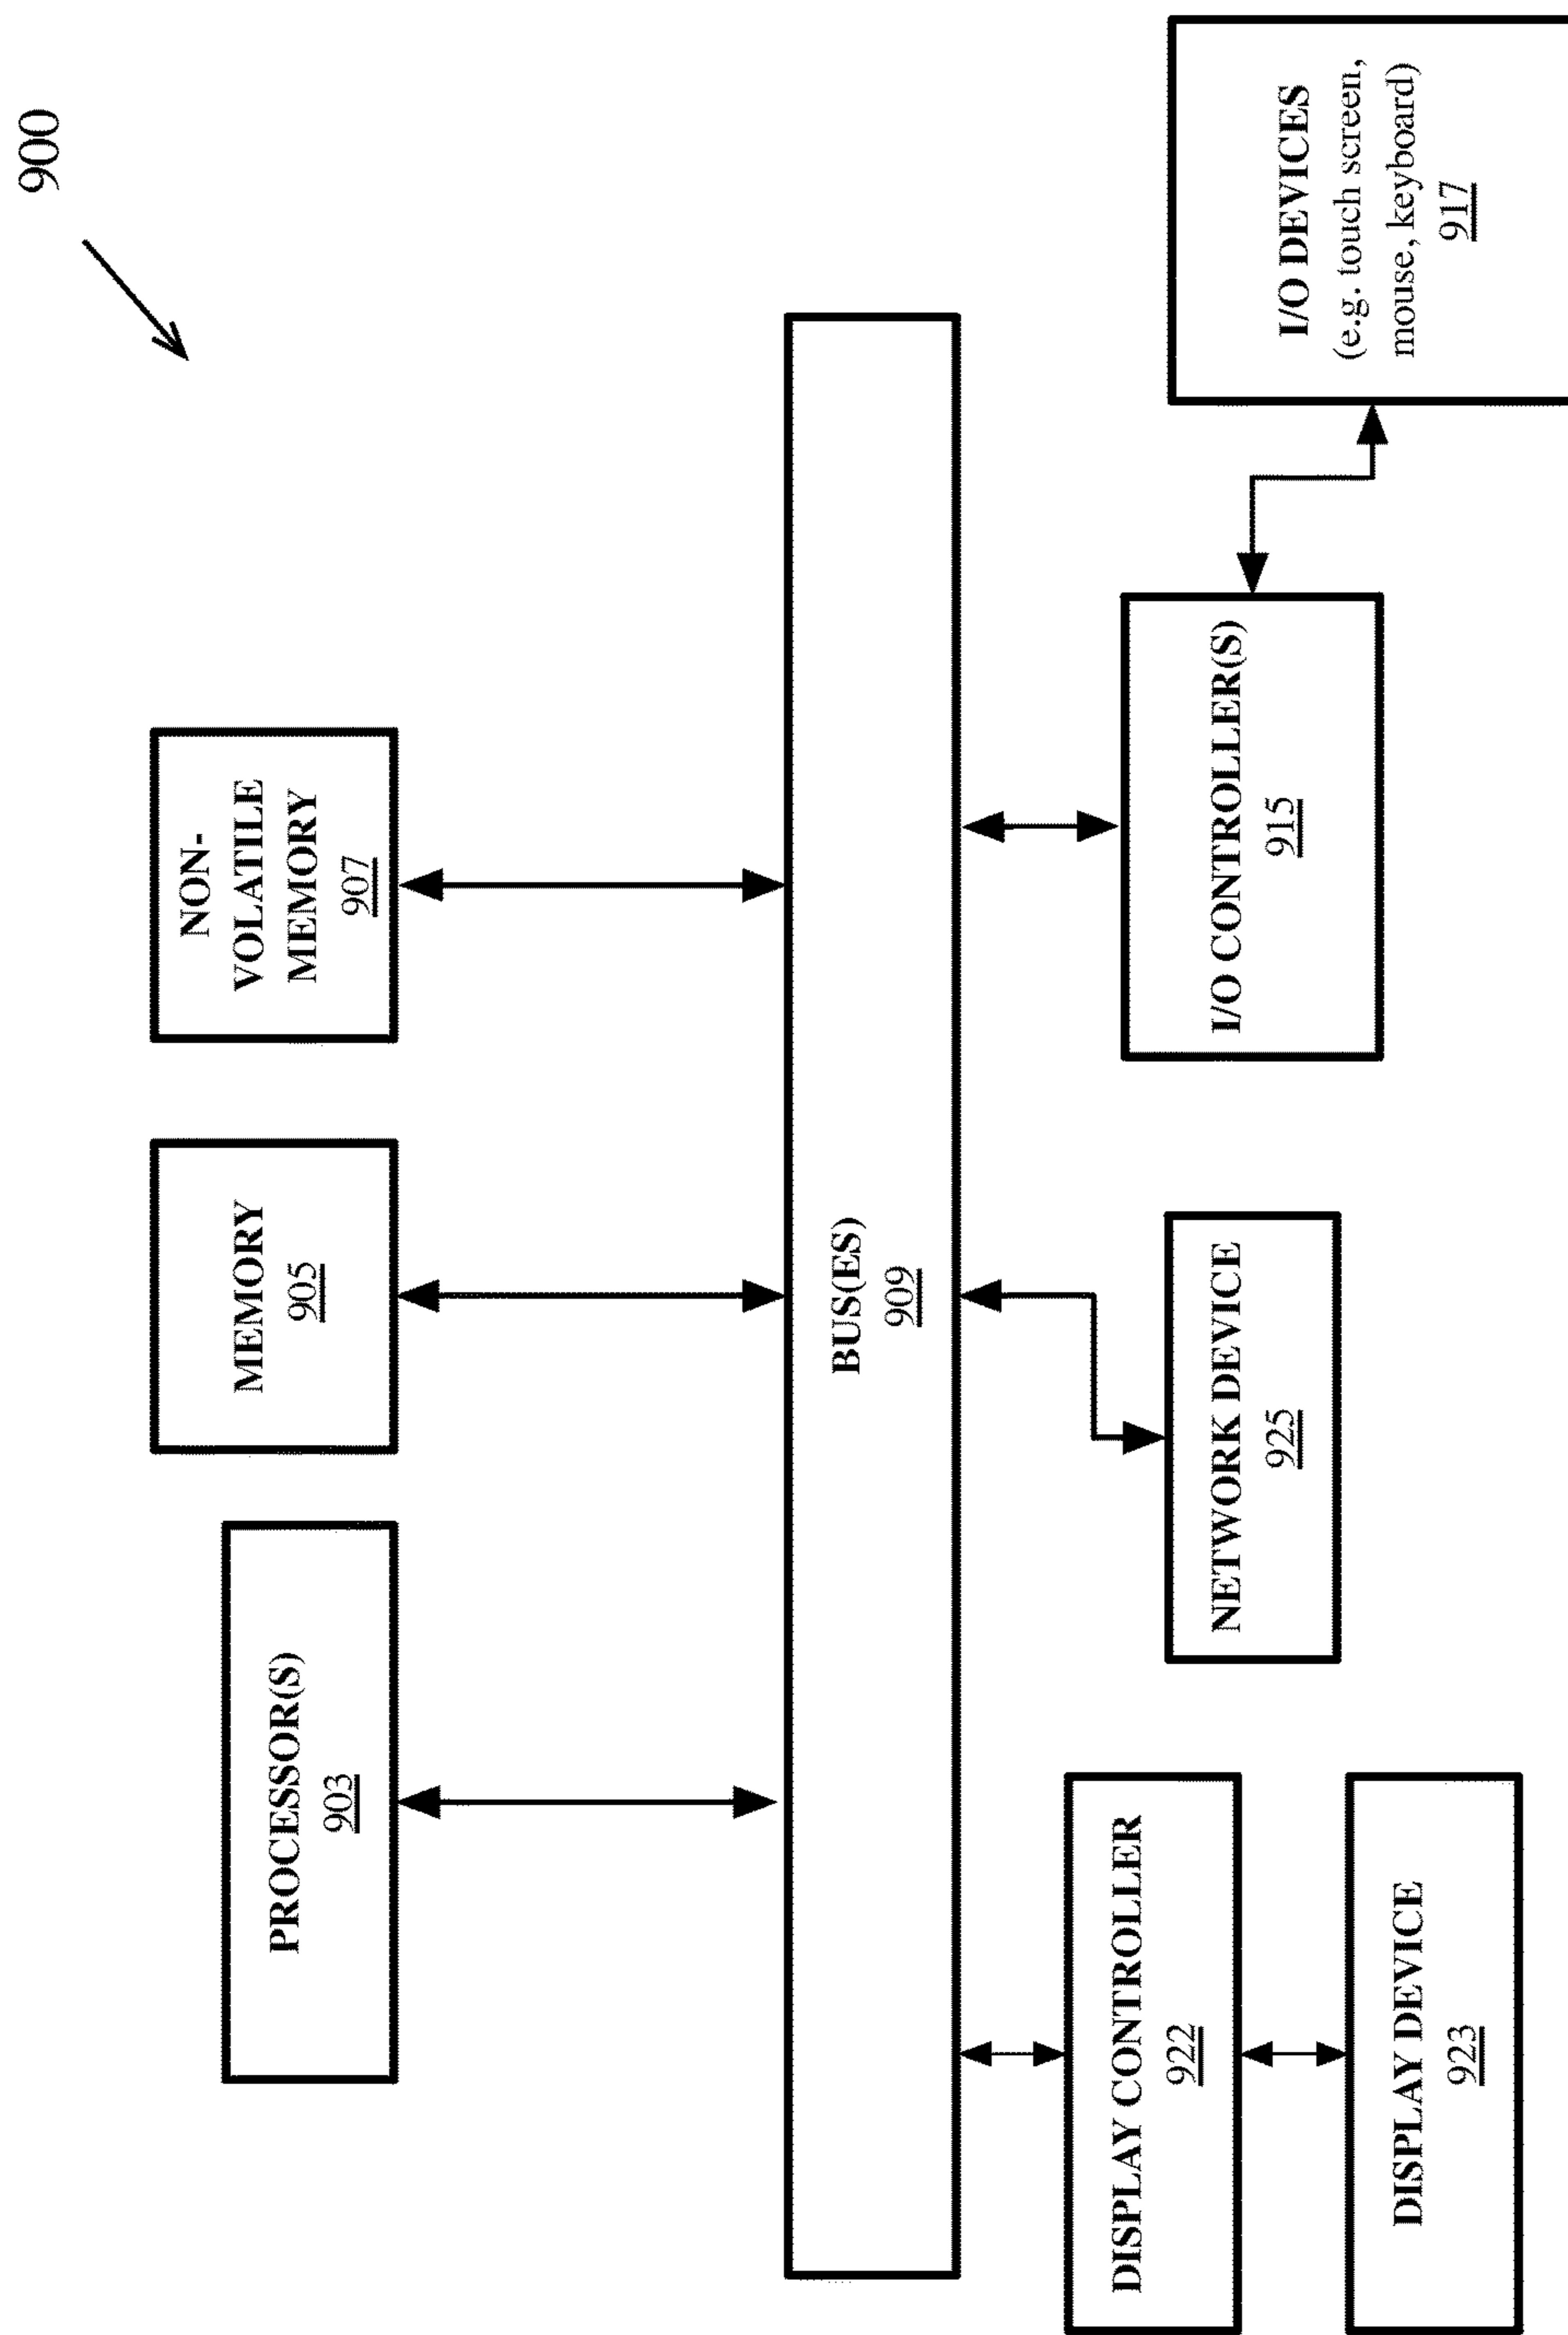 900
PROCESSOR(S)
903
MEMORY
905
NON-
VOLATILE
MEMORY
907
BUS(ES)
909
DISPLAY CONTROLLER
922
DISPLAY DEVICE
923
NETWORK DEVICE
925
I/O CONTROLLER(S)
915
I/O DEVICES
(e.g. touch screen,
mouse, keyboard)
917